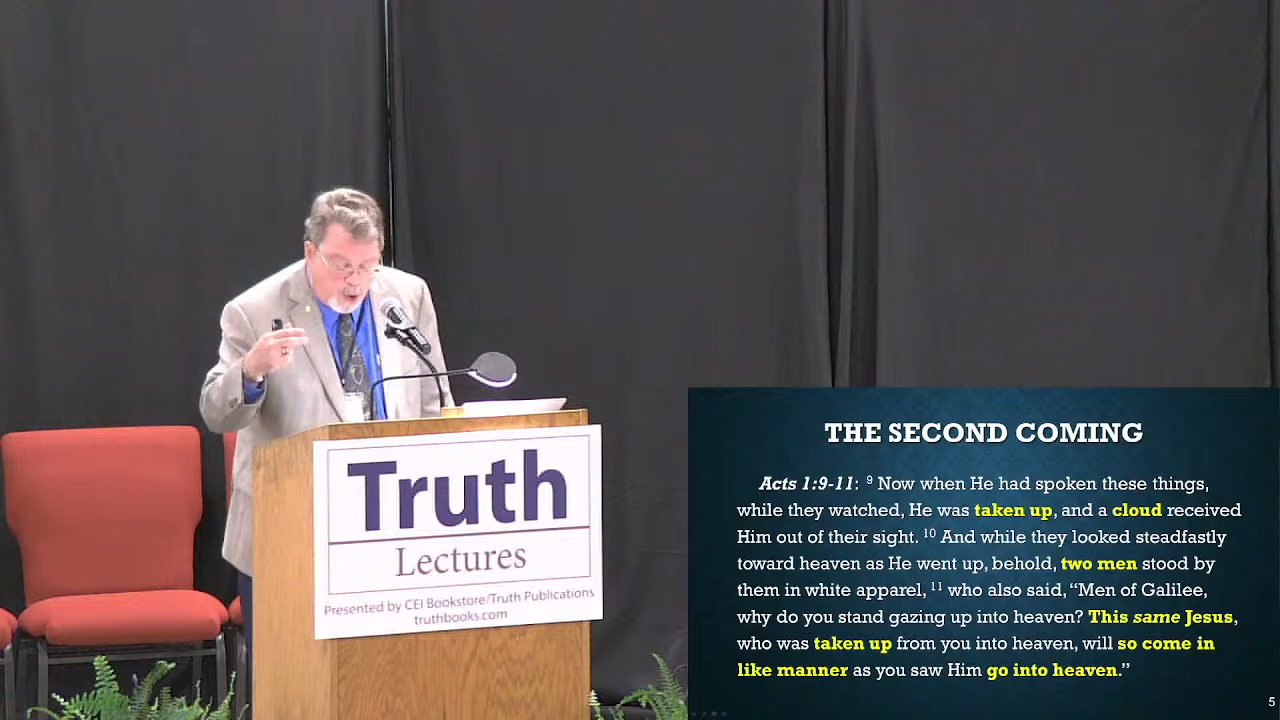 Truth
Lectures
Presented by CEI Bookstore/Truth Publications
truthbooks.com
THE SECOND COMING
Acts 1:9-11: ⁹ Now when He had spoken these things,
while they watched, He was taken up, and a cloud received
Him out of their sight. ¹⁰ And while they looked steadfastly
toward heaven as He went up, behold, two men stood by
them in white apparel, ¹¹ who also said, “Men of Galilee,
why do you stand gazing up into heaven? This same Jesus,
who was taken up from you into heaven, will so come in
like manner as you saw Him go into heaven.”
5